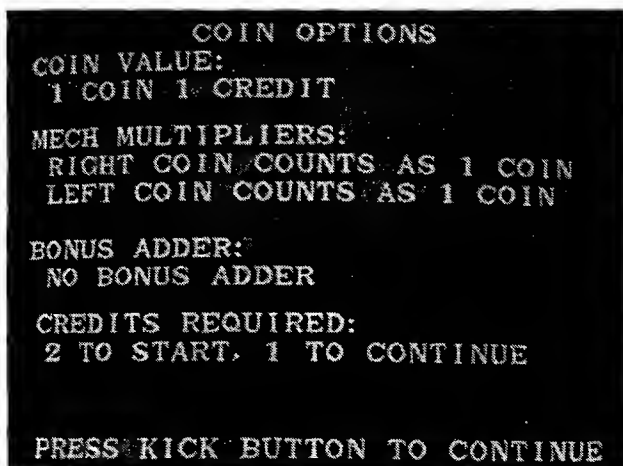 COIN OPTIONS
COIN VALUE:
1 COIN 1 CREDIT
MECH MULTIPLIERS:
RIGHT COIN COUNTS AS 1 COIN
LEFT COIN COUNTS AS 1 COIN
BONUS ADDER:
NO BONUS ADDER
CREDITS REQUIRED:
2 TO START, 1 TO CONTINUE
PRESS KICK BUTTON TO CONTINUE